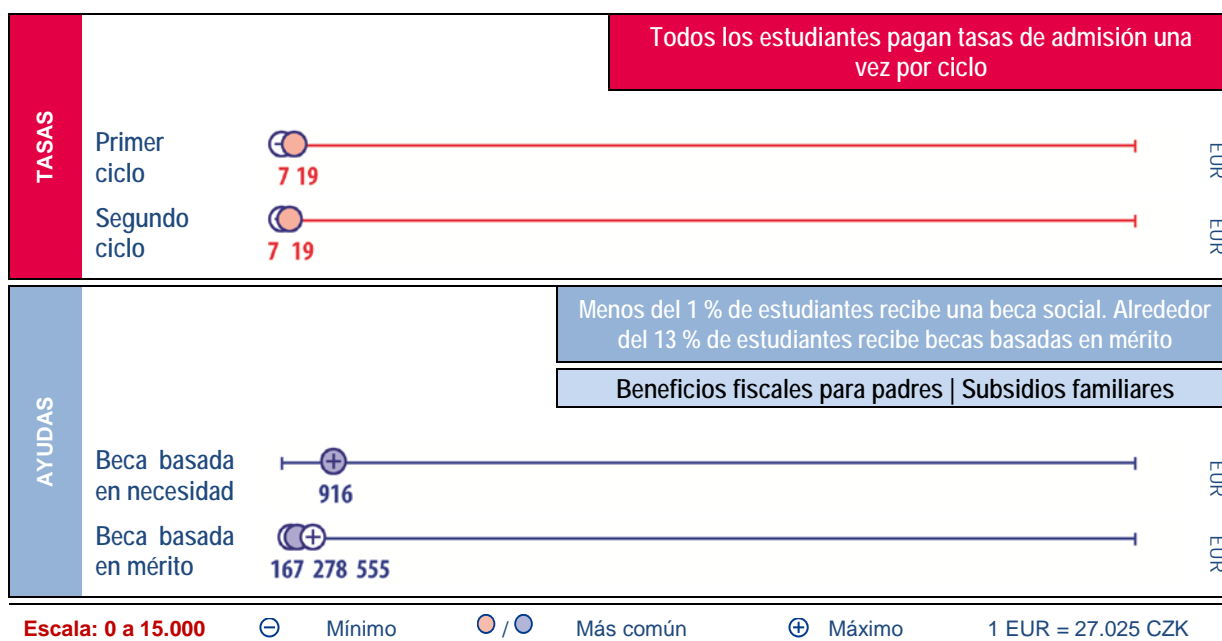 Todos los estudiantes pagan tasas de admisión una
vez por ciclo
TASAS
Primer
ciclo
7 19
EUR
Segundo
ciclo
7 19
EUR
Menos del 1 % de estudiantes recibe una beca social. Alrededor
del 13 % de estudiantes recibe becas basadas en mérito
Beneficios fiscales para padres | Subsidios familiares
AYUDAS
Beca basada
en necesidad
916
EUR
Beca basada
en mérito
167 278 555
EUR
Escala: 0 a 15.000 Mínimo / Más común Máximo 1 EUR = 27.025 CZK